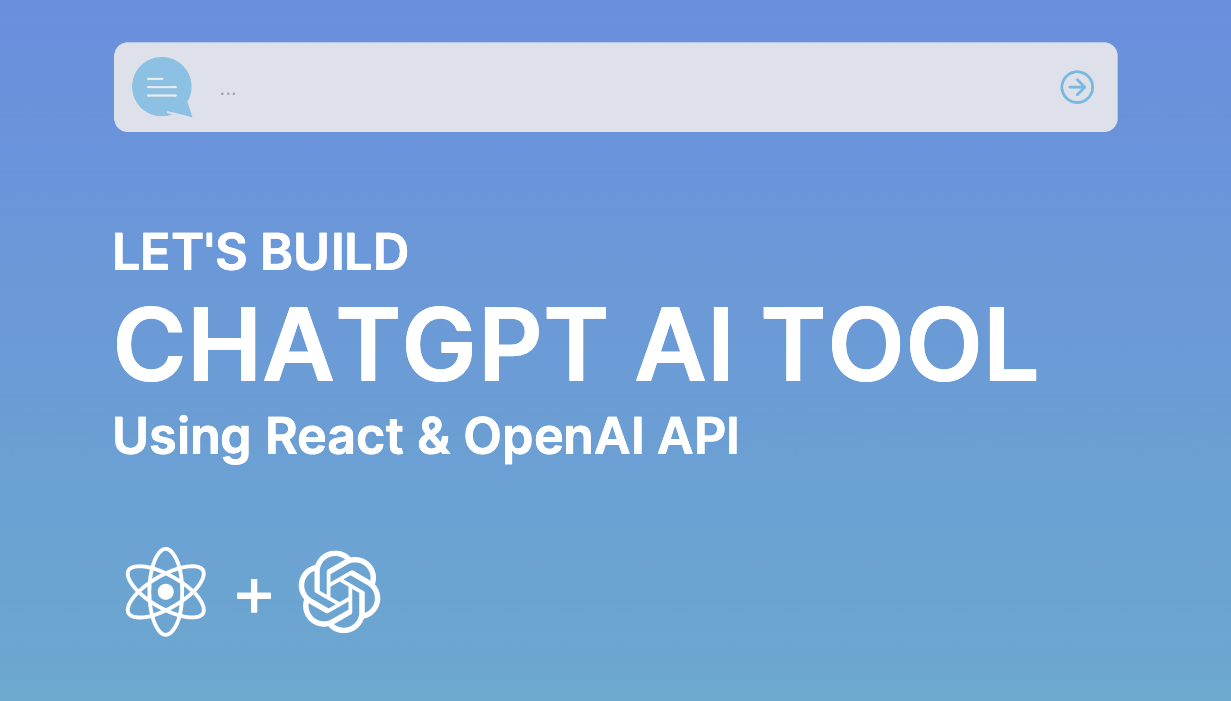 ...
LET'S BUILD
CHATGPT AI TOOL
Using React & OpenAI API
+